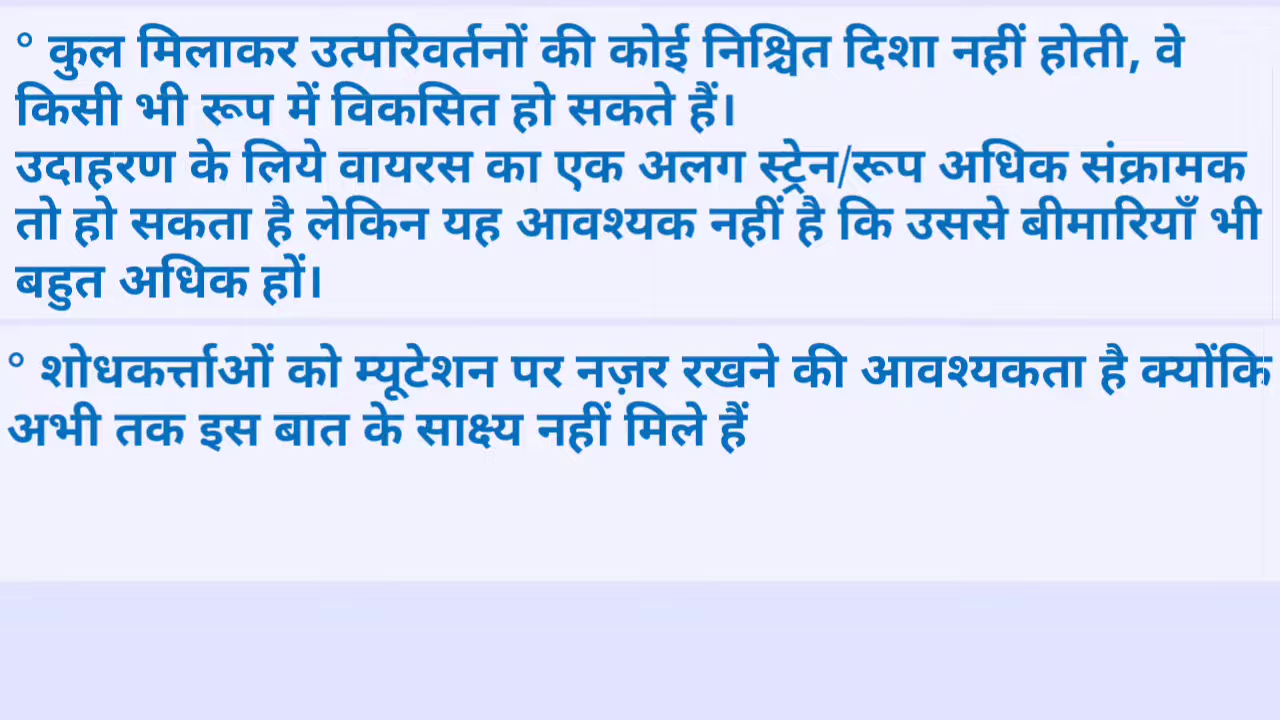 ° कुल मिलाकर उत्परिवर्तनों की कोई निश्चित दिशा नहीं होती, वे
किसी भी रूप में विकसित हो सकते हैं।
उदाहरण के लिये वायरस का एक अलग स्ट्रेन/रूप अधिक संक्रामक
तो हो सकता है लेकिन यह आवश्यक नहीं है कि उससे बीमारियाँ भी
बहुत अधिक हों।
° शोधकर्त्ताओं को म्यूटेशन पर नज़र रखने की आवश्यकता है क्योंकि
अभी तक इस बात के साक्ष्य नहीं मिले हैं